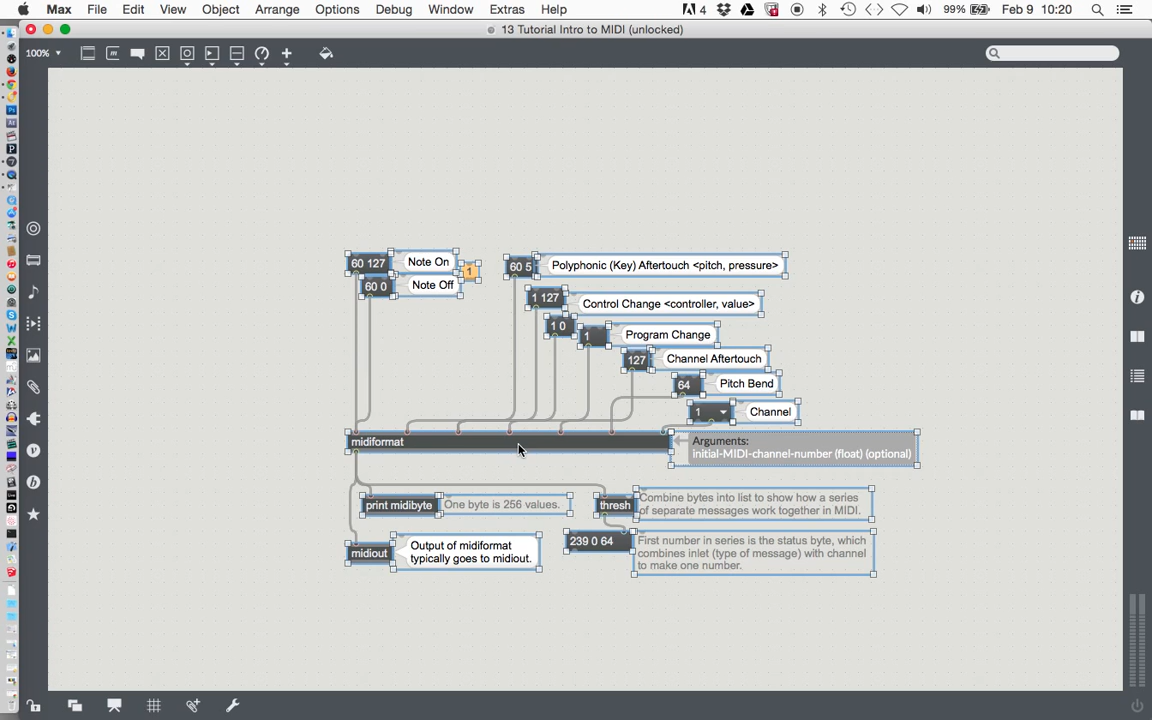 Max File Edit View Object Arrange Options Debug Window Extras Help 4 99% Feb 9 10:20
13 Tutorial Intro to MIDI (unlocked)
100%
60 127 Note On
1
60 0 Note Off
60 5 Polyphonic (Key) Aftertouch <pitch, pressure>
1 127 Control Change <controller, value>
1 0
1 Program Change
127 Channel Aftertouch
64 Pitch Bend
1 Channel
midiformat
Arguments:
initial-MIDI-channel-number (float) (optional)
print midibyte One byte is 256 values.
thresh
Combine bytes into list to show how a series
of separate messages work together in MIDI.
midiout
Output of midiformat
typically goes to midiout.
239 0 64
First number in series is the status byte, which
combines inlet (type of message) with channel
to make one number.